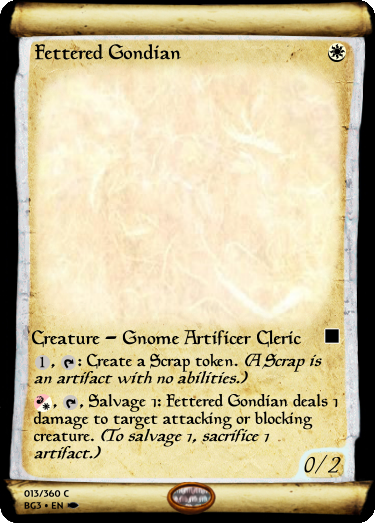 Fettered Gondian
Creature – Gnome Artificer Cleric
1, : Create a Scrap token. (A Scrap is
an artifact with no abilities.)
, , Salvage 1: Fettered Gondian deals 1
damage to target attacking or blocking
creature. (To salvage 1, sacrifice 1
artifact.)
0/2
013/360 C
BG3 • EN